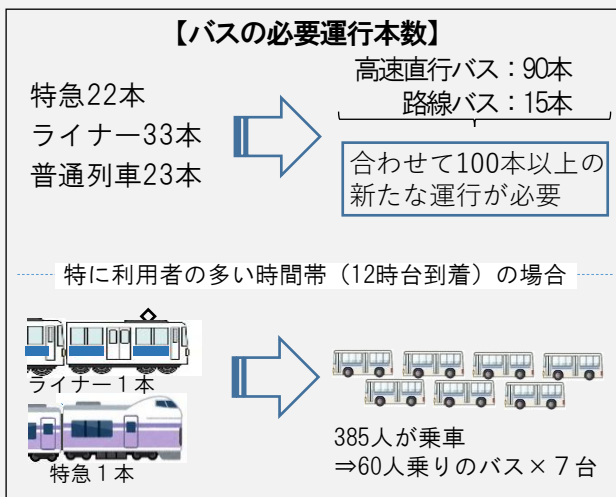 【バスの必要運行本数】
特急22本
ライナー33本
普通列車23本
高速直行バス：90本
路線バス：15本
合わせて100本以上の
新たな運行が必要
特に利用者の多い時間帯（12時台到着）の場合
ライナー１本
特急１本
385人が乗車
⇒60人乗りのバス×７台